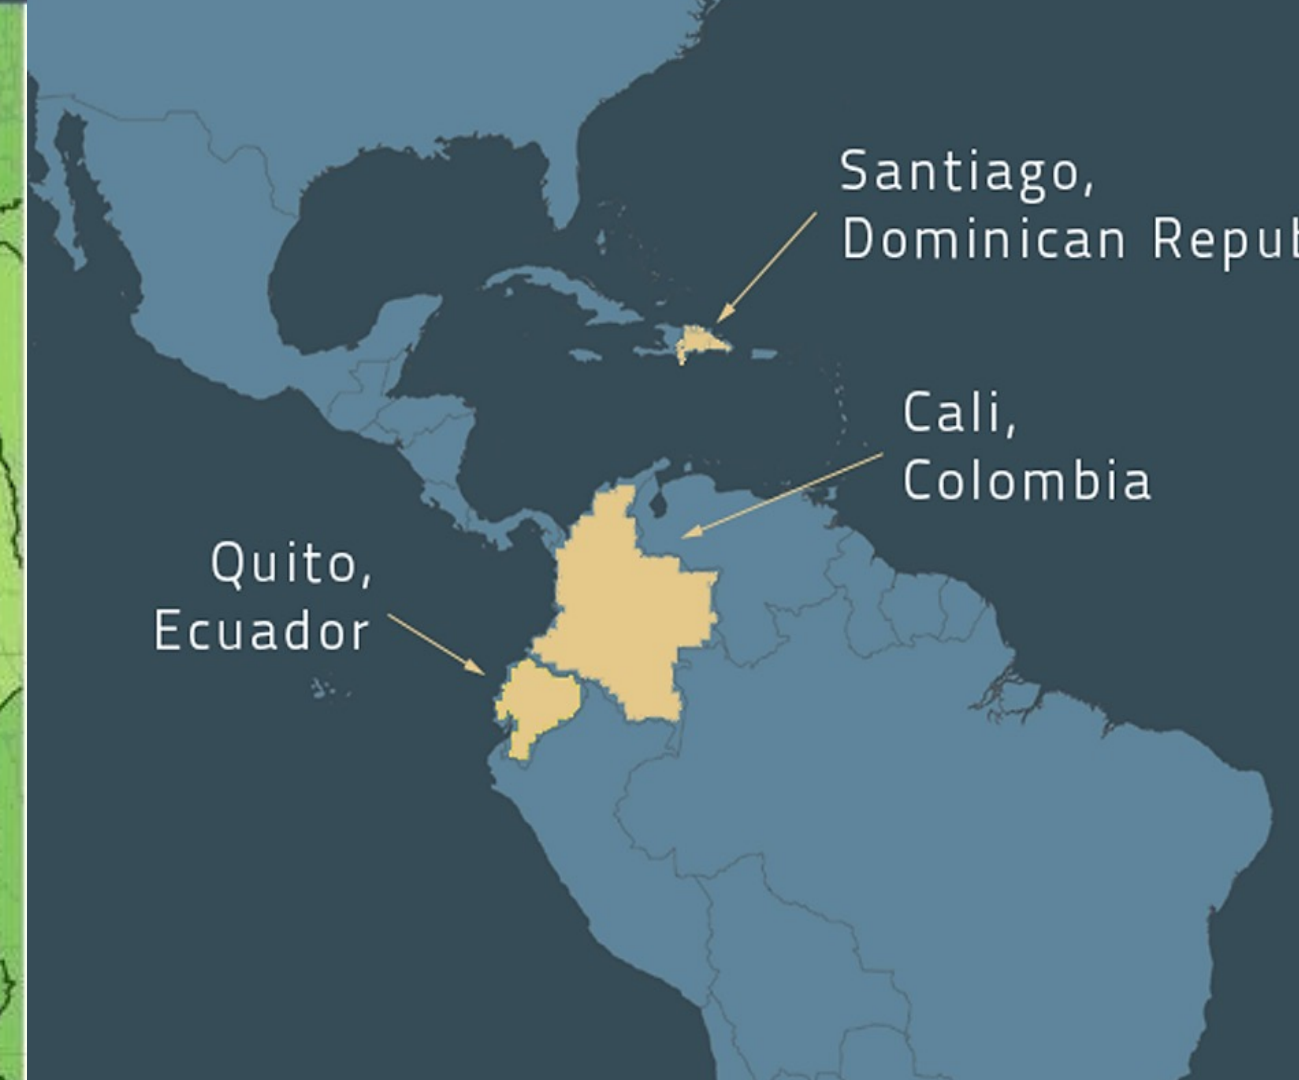 Santiago,
Dominican Repub
Cali,
Colombia
Quito,
Ecuador